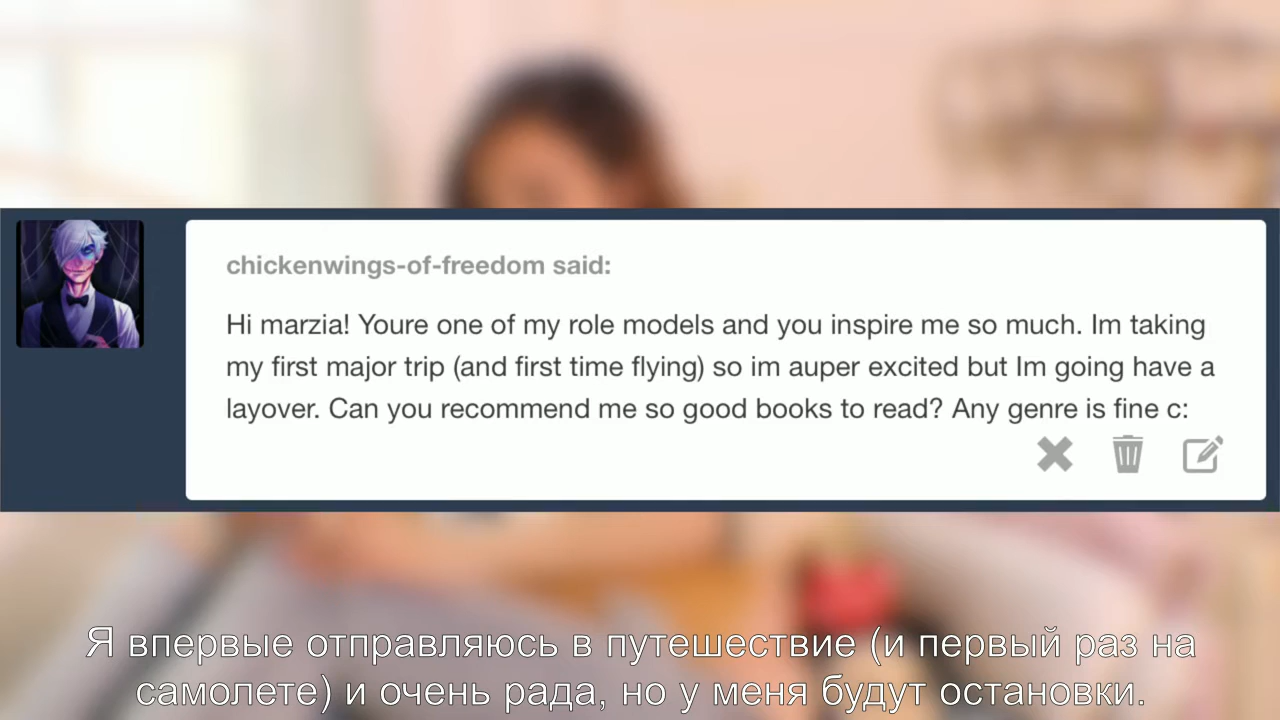 chickenwings-of-freedom said:
Hi marzia! Youre one of my role models and you inspire me so much. Im taking
my first major trip (and first time flying) so im auper excited but Im going have a
layover. Can you recommend me so good books to read? Any genre is fine c:
Я впервые отправляюсь в путешествие (и первый раз на
самолете) и очень рада, но у меня будут остановки.